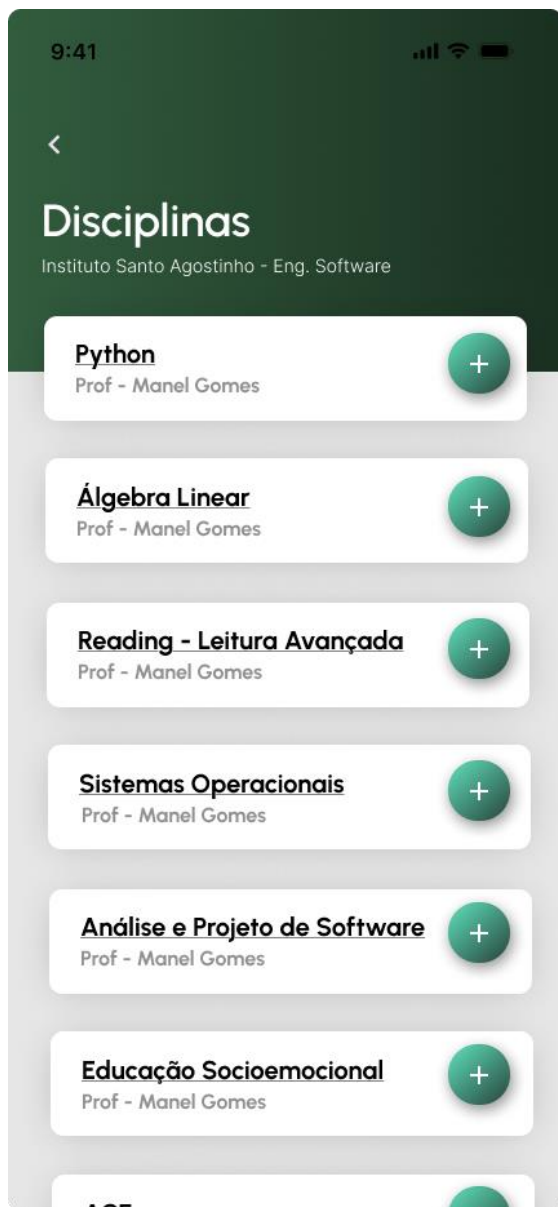 9:41
Disciplinas
Instituto Santo Agostinho - Eng. Software
Python
Prof - Manel Gomes
Álgebra Linear
Prof - Manel Gomes
Reading - Leitura Avançada
Prof - Manel Gomes
Sistemas Operacionais
Prof - Manel Gomes
Análise e Projeto de Software
Prof - Manel Gomes
Educação Socioemocional
Prof - Manel Gomes